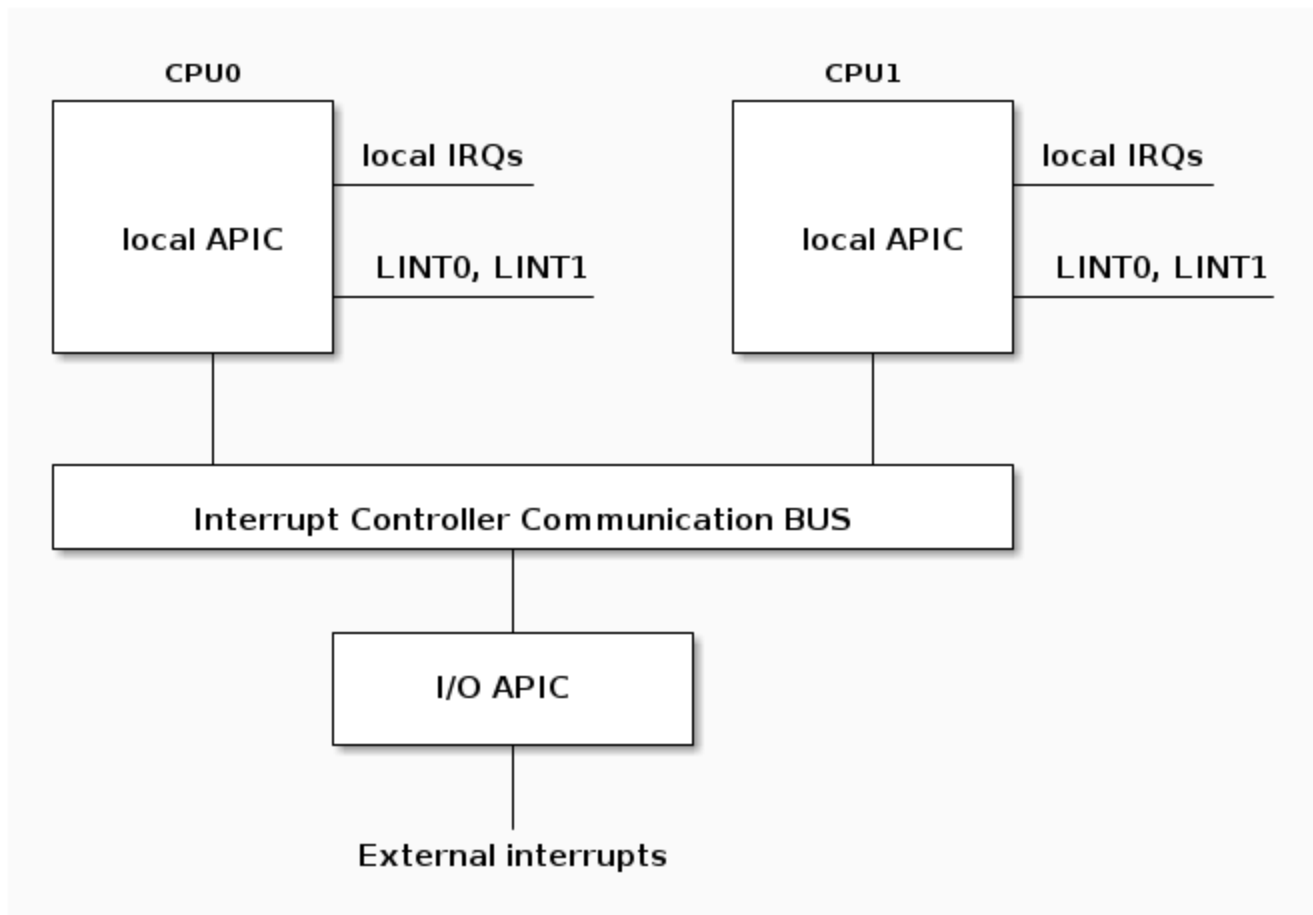 CPU0
CPU1
local IRQs
local IRQs
local APIC
local APIC
LINT0, LINT1
LINT0, LINT1
Interrupt Controller Communication BUS
I/O APIC
External interrupts